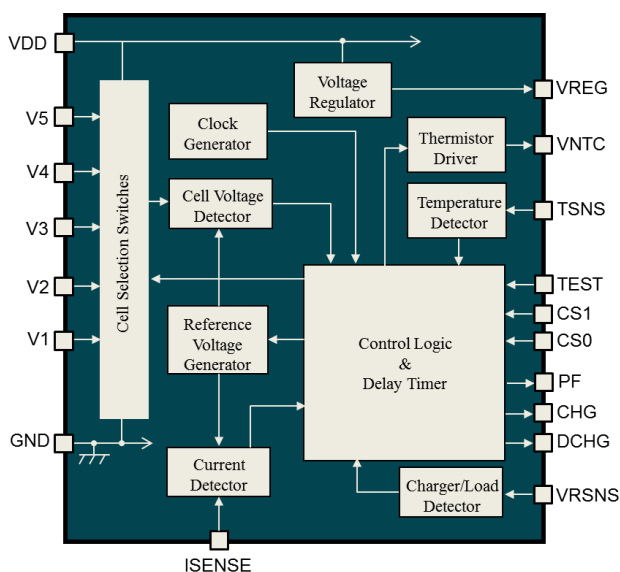 VDD
V5
V4
V3
V2
V1
GND
Cell Selection Switches
Voltage
Regulator
Clock
Generator
Thermistor
Driver
Cell Voltage
Detector
Temperature
Detector
Reference
Voltage
Generator
Control Logic
&
Delay Timer
Current
Detector
Charger/Load
Detector
VREG
VNTC
TSNS
TEST
CS1
CS0
PF
CHG
DCHG
VRSNS
ISENSE